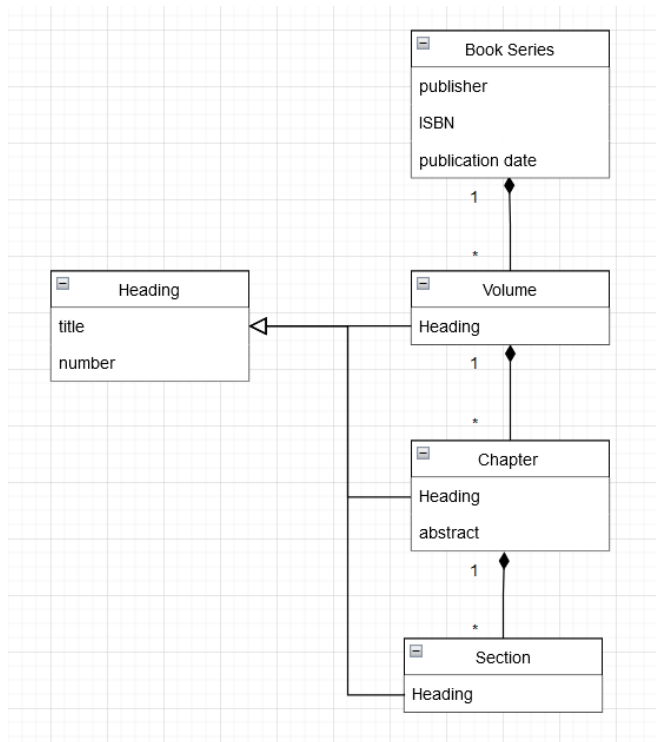 Book Series
publisher
ISBN
publication date
1
*
Heading
title
number
Volume
Heading
1
*
Chapter
Heading
abstract
1
*
Section
Heading